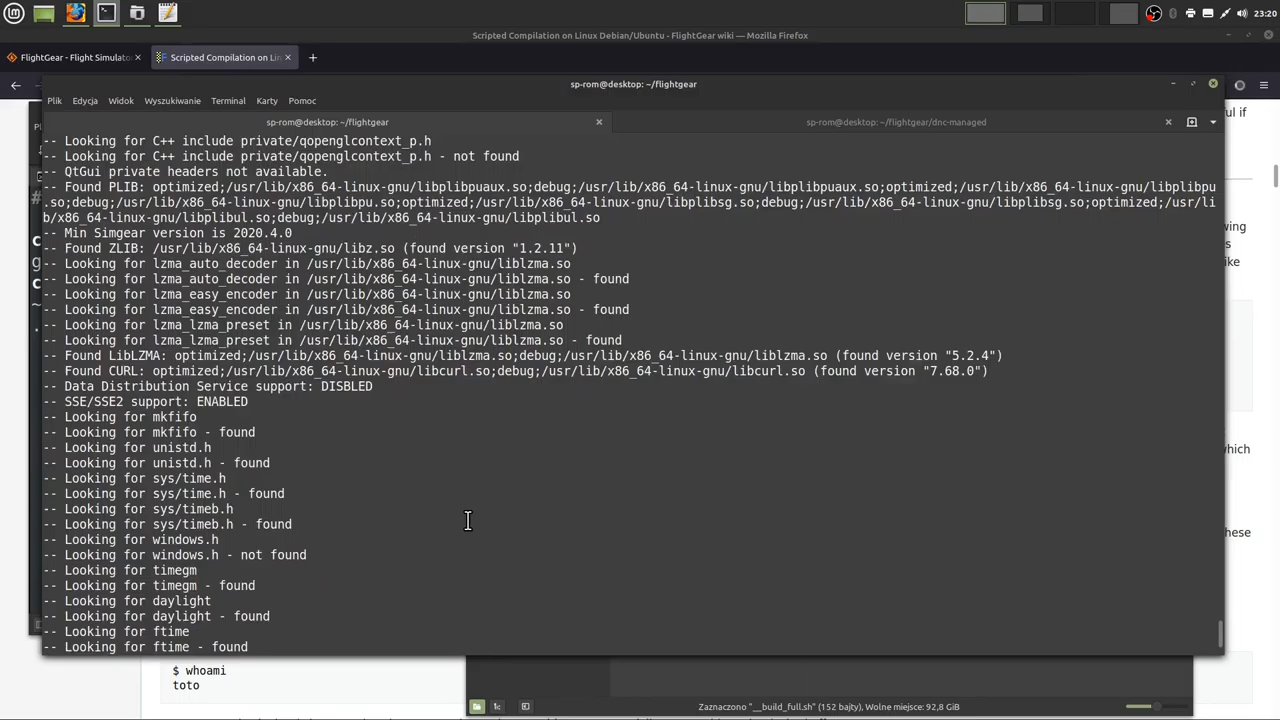 23:20
Scripted Compilation on Linux Debian/Ubuntu - FlightGear wiki — Mozilla Firefox
FlightGear - Flight Simulato
Scripted Compilation on Lin
sp-rom@desktop: ~/flightgear
Plik Edycja Widok Wyszukiwanie Terminal Karty Pomoc
sp-rom@desktop: ~/flightgear
sp-rom@desktop: ~/flightgear/dnc-managed
-- Looking for C++ include private/qopenglcontext_p.h
-- Looking for C++ include private/qopenglcontext_p.h - not found
-- QtGui private headers not available.
-- Found PLIB: optimized;/usr/lib/x86_64-linux-gnu/libplibpuaux.so;debug;/usr/lib/x86_64-linux-gnu/libplibpuaux.so;optimized;/usr/lib/x86_64-linux-gnu/libplibpu
.so;debug;/usr/lib/x86_64-linux-gnu/libplibpu.so;optimized;/usr/lib/x86_64-linux-gnu/libplibsg.so;debug;/usr/lib/x86_64-linux-gnu/libplibsg.so;optimized;/usr/li
b/x86_64-linux-gnu/libplibul.so;debug;/usr/lib/x86_64-linux-gnu/libplibul.so
-- Min Simgear version is 2020.4.0
-- Found ZLIB: /usr/lib/x86_64-linux-gnu/libz.so (found version "1.2.11")
-- Looking for lzma_auto_decoder in /usr/lib/x86_64-linux-gnu/liblzma.so
-- Looking for lzma_auto_decoder in /usr/lib/x86_64-linux-gnu/liblzma.so - found
-- Looking for lzma_easy_encoder in /usr/lib/x86_64-linux-gnu/liblzma.so
-- Looking for lzma_easy_encoder in /usr/lib/x86_64-linux-gnu/liblzma.so - found
-- Looking for lzma_lzma_preset in /usr/lib/x86_64-linux-gnu/liblzma.so
-- Looking for lzma_lzma_preset in /usr/lib/x86_64-linux-gnu/liblzma.so - found
-- Found LibLZMA: optimized;/usr/lib/x86_64-linux-gnu/liblzma.so;debug;/usr/lib/x86_64-linux-gnu/liblzma.so (found version "5.2.4")
-- Found CURL: optimized;/usr/lib/x86_64-linux-gnu/libcurl.so;debug;/usr/lib/x86_64-linux-gnu/libcurl.so (found version "7.68.0")
-- Data Distribution Service support: DISBLED
-- SSE/SSE2 support: ENABLED
-- Looking for mkfifo
-- Looking for mkfifo - found
-- Looking for unistd.h
-- Looking for unistd.h - found
-- Looking for sys/time.h
-- Looking for sys/time.h - found
-- Looking for sys/timeb.h
-- Looking for sys/timeb.h - found
-- Looking for windows.h
-- Looking for windows.h - not found
-- Looking for timegm
-- Looking for timegm - found
-- Looking for daylight
-- Looking for daylight - found
-- Looking for ftime
-- Looking for ftime - found
ul if
wing
s
ike
which
hese
$ whoami
toto
Zaznaczono "__build_full.sh" (152 bajty), Wolne miejsce: 92,8 GB